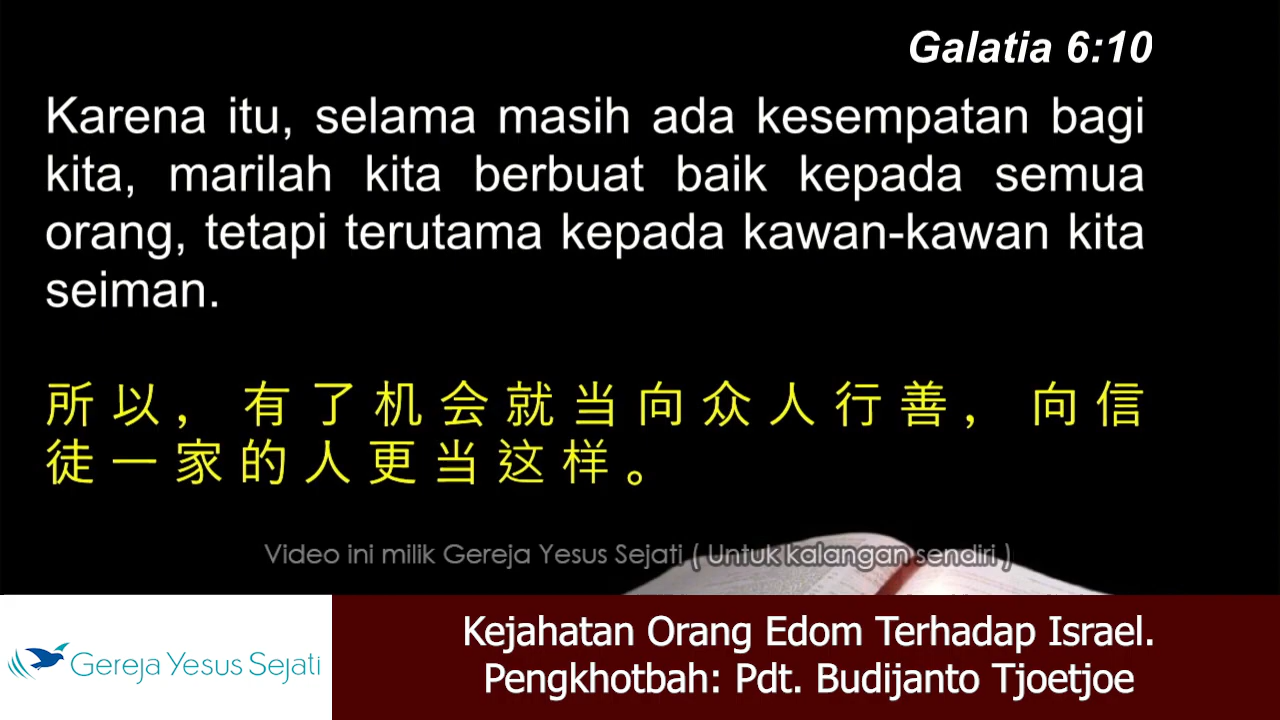 Galatia 6:10
Karena itu, selama masih ada kesempatan bagi
kita, marilah kita berbuat baik kepada semua
orang, tetapi terutama kepada kawan-kawan kita
seiman.
所以，有了机会就当向众人行善，向信
徒一家的人更当这样。
Video ini milik Gereja Yesus Sejati ( Untuk kalangan sendiri )
Gereja Yesus Sejati
Kejahatan Orang Edom Terhadap Israel.
Pengkhotbah: Pdt. Budijanto Tjoetjoe